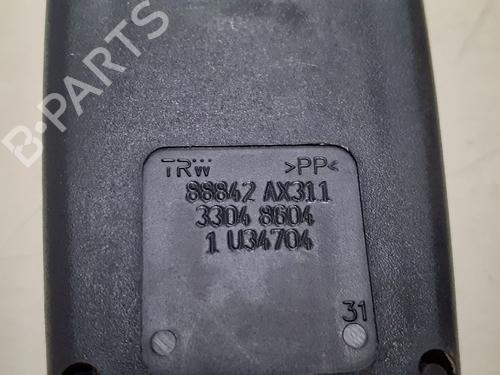 B-PARTS
TRW >PP<
88842 AX311
3304 8604
1 U34704
31